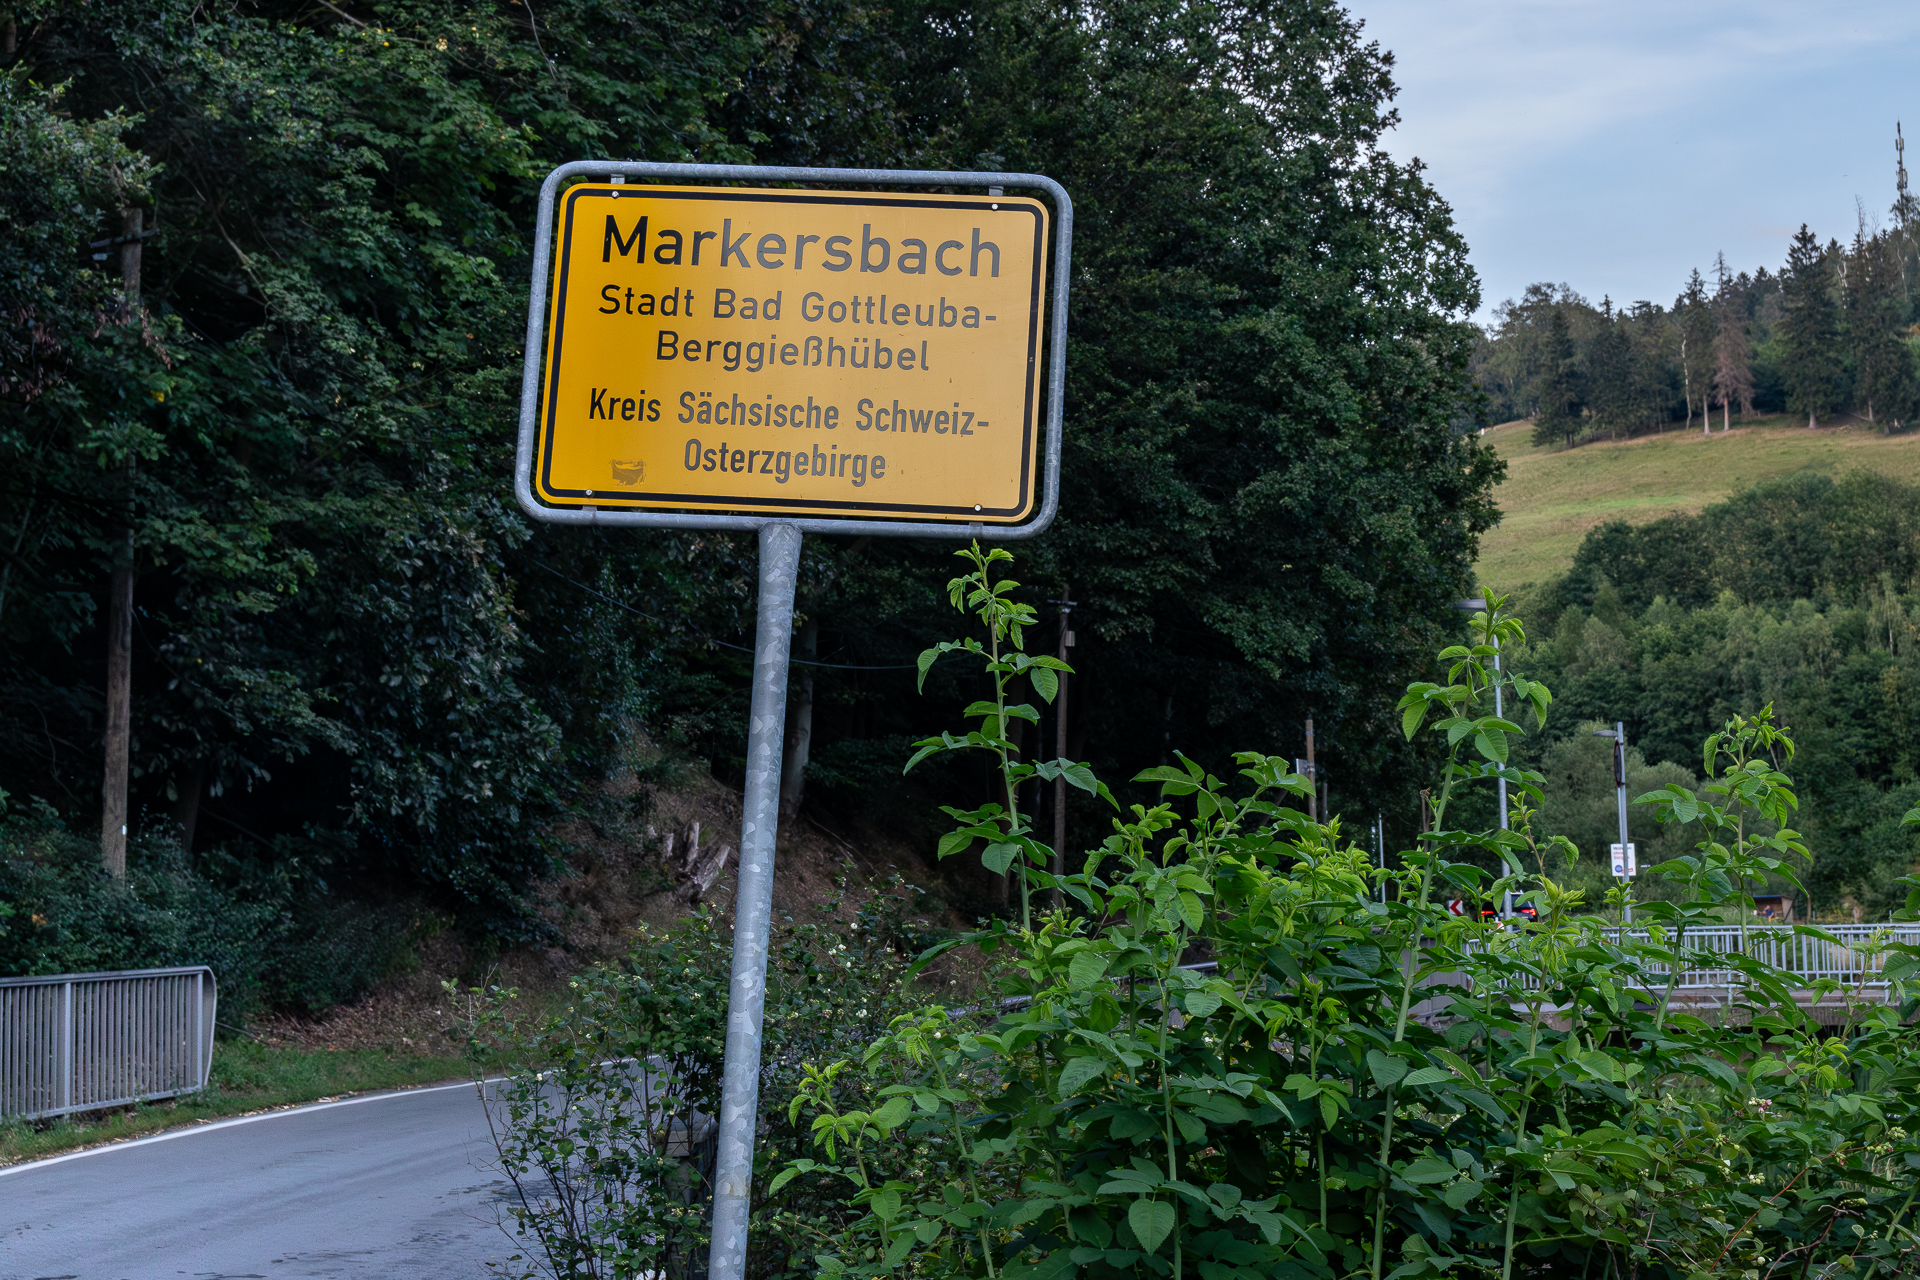 Markersbach
Stadt Bad Gottleuba-
Berggießhübel
Kreis Sächsische Schweiz-
Osterzgebirge